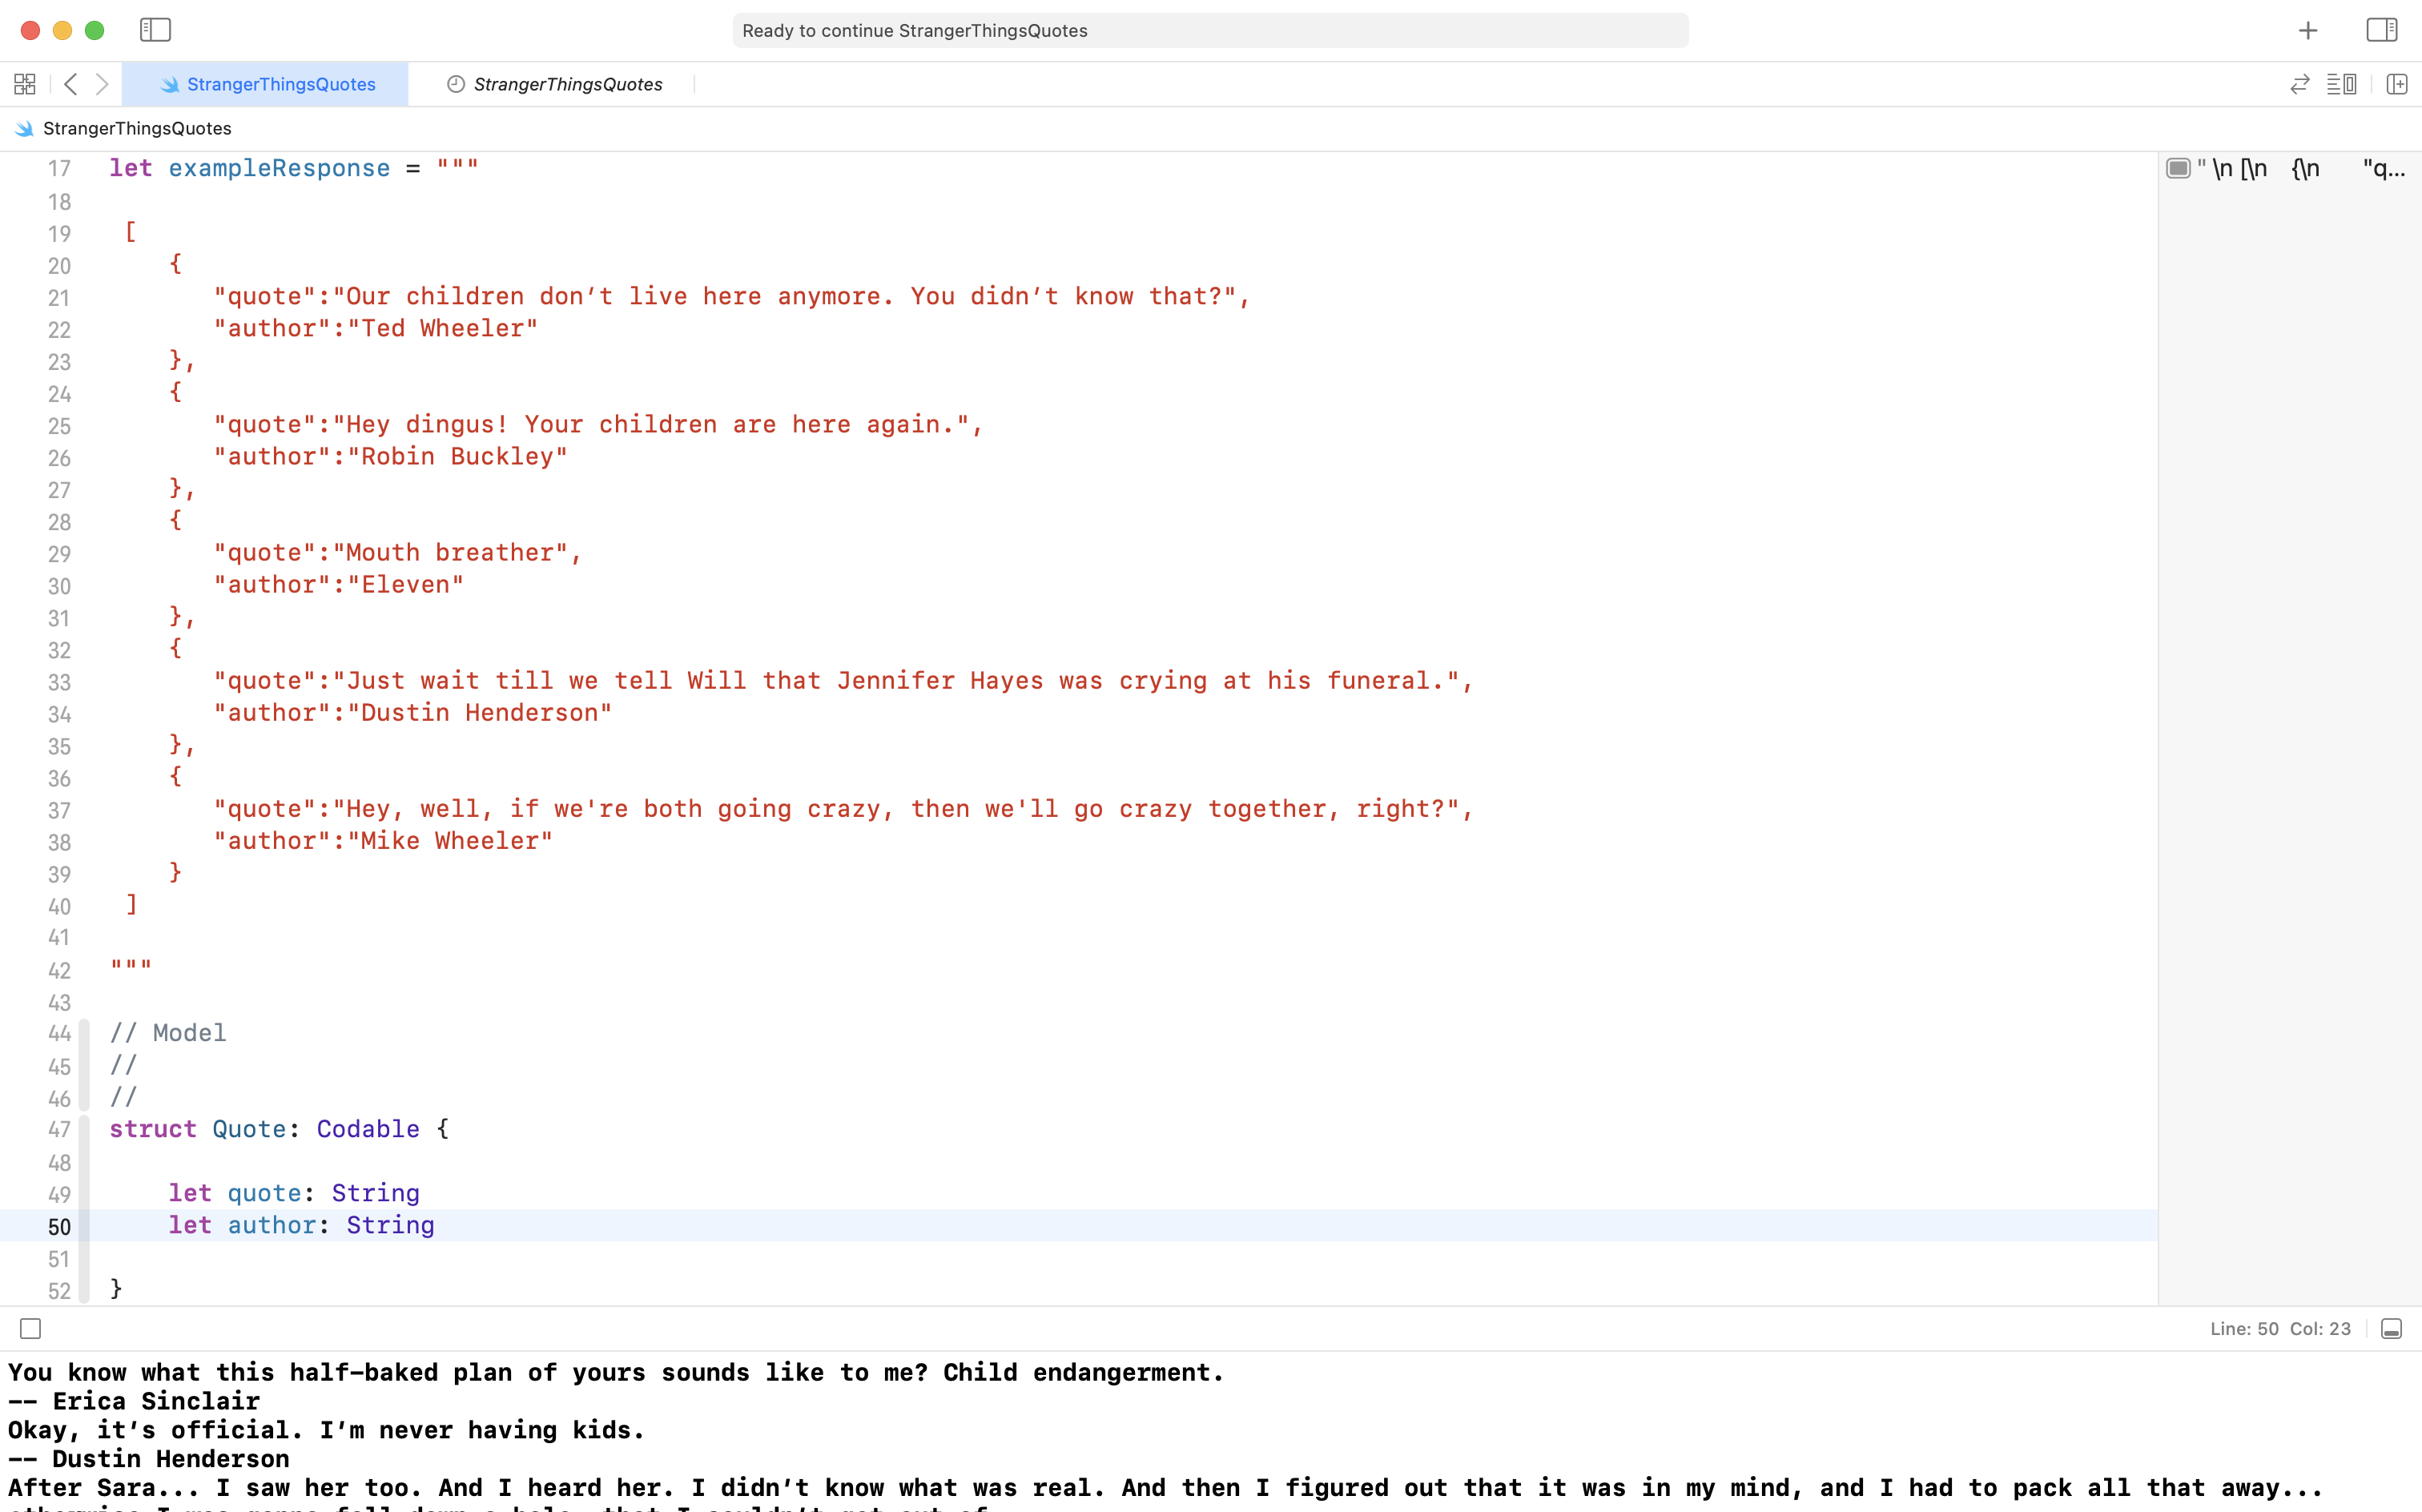 Ready to continue StrangerThingsQuotes
StrangerThingsQuotes
StrangerThingsQuotes
StrangerThingsQuotes
17 let exampleResponse = """
"\n [\n {\n "q...
18
19 [
20 {
21 "quote":"Our children don’t live here anymore. You didn’t know that?",
22 "author":"Ted Wheeler"
23 },
24 {
25 "quote":"Hey dingus! Your children are here again.",
26 "author":"Robin Buckley"
27 },
28 {
29 "quote":"Mouth breather",
30 "author":"Eleven"
31 },
32 {
33 "quote":"Just wait till we tell Will that Jennifer Hayes was crying at his funeral.",
34 "author":"Dustin Henderson"
35 },
36 {
37 "quote":"Hey, well, if we're both going crazy, then we'll go crazy together, right?",
38 "author":"Mike Wheeler"
39 }
40 ]
41
42 """
43
44 // Model
45 //
46 //
47 struct Quote: Codable {
48
49 let quote: String
50 let author: String
51
52 }
Line: 50 Col: 23
You know what this half-baked plan of yours sounds like to me? Child endangerment.
-- Erica Sinclair
Okay, it’s official. I’m never having kids.
-- Dustin Henderson
After Sara... I saw her too. And I heard her. I didn’t know what was real. And then I figured out that it was in my mind, and I had to pack all that away...